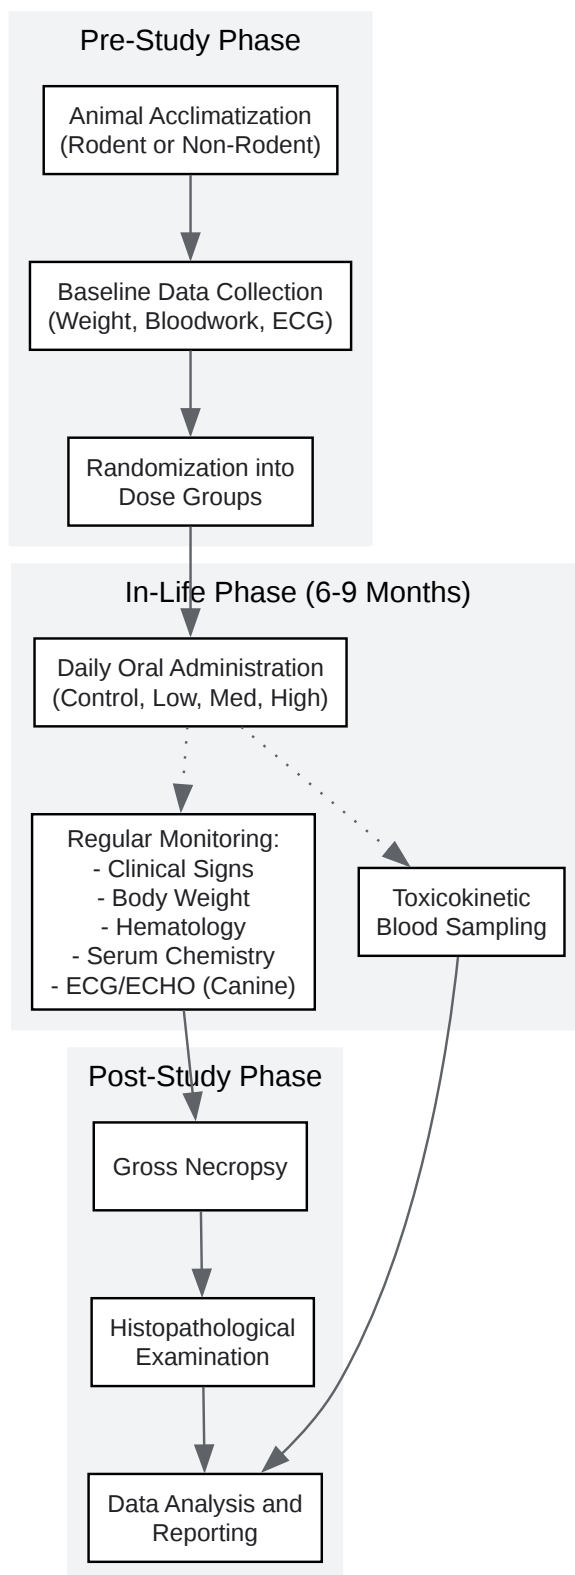 Pre-Study Phase
Animal Acclimatization
(Rodent or Non-Rodent)
Baseline Data Collection
(Weight, Bloodwork, ECG)
Randomization into
Dose Groups
In-Life Phase (6-9 Months)
Daily Oral Administration
(Control, Low, Med, High)
Regular Monitoring:
- Clinical Signs
- Body Weight
- Hematology
- Serum Chemistry
- ECG/ECHO (Canine)
Toxicokinetic
Blood Sampling
Post-Study Phase
Gross Necropsy
Histopathological
Examination
Data Analysis and
Reporting